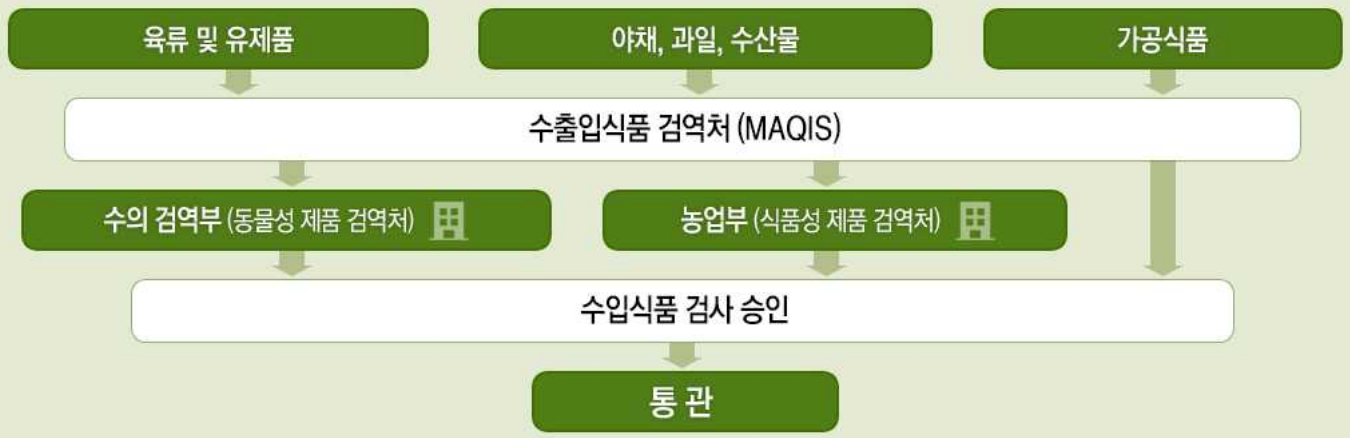 육류 및 유제품
야채, 과일, 수산물
가공식품
수출입식품 검역처 (MAQIS)
수의 검역부 (동물성 제품 검역처)
농업부 (식품성 제품 검역처)
수입식품 검사 승인
통 관